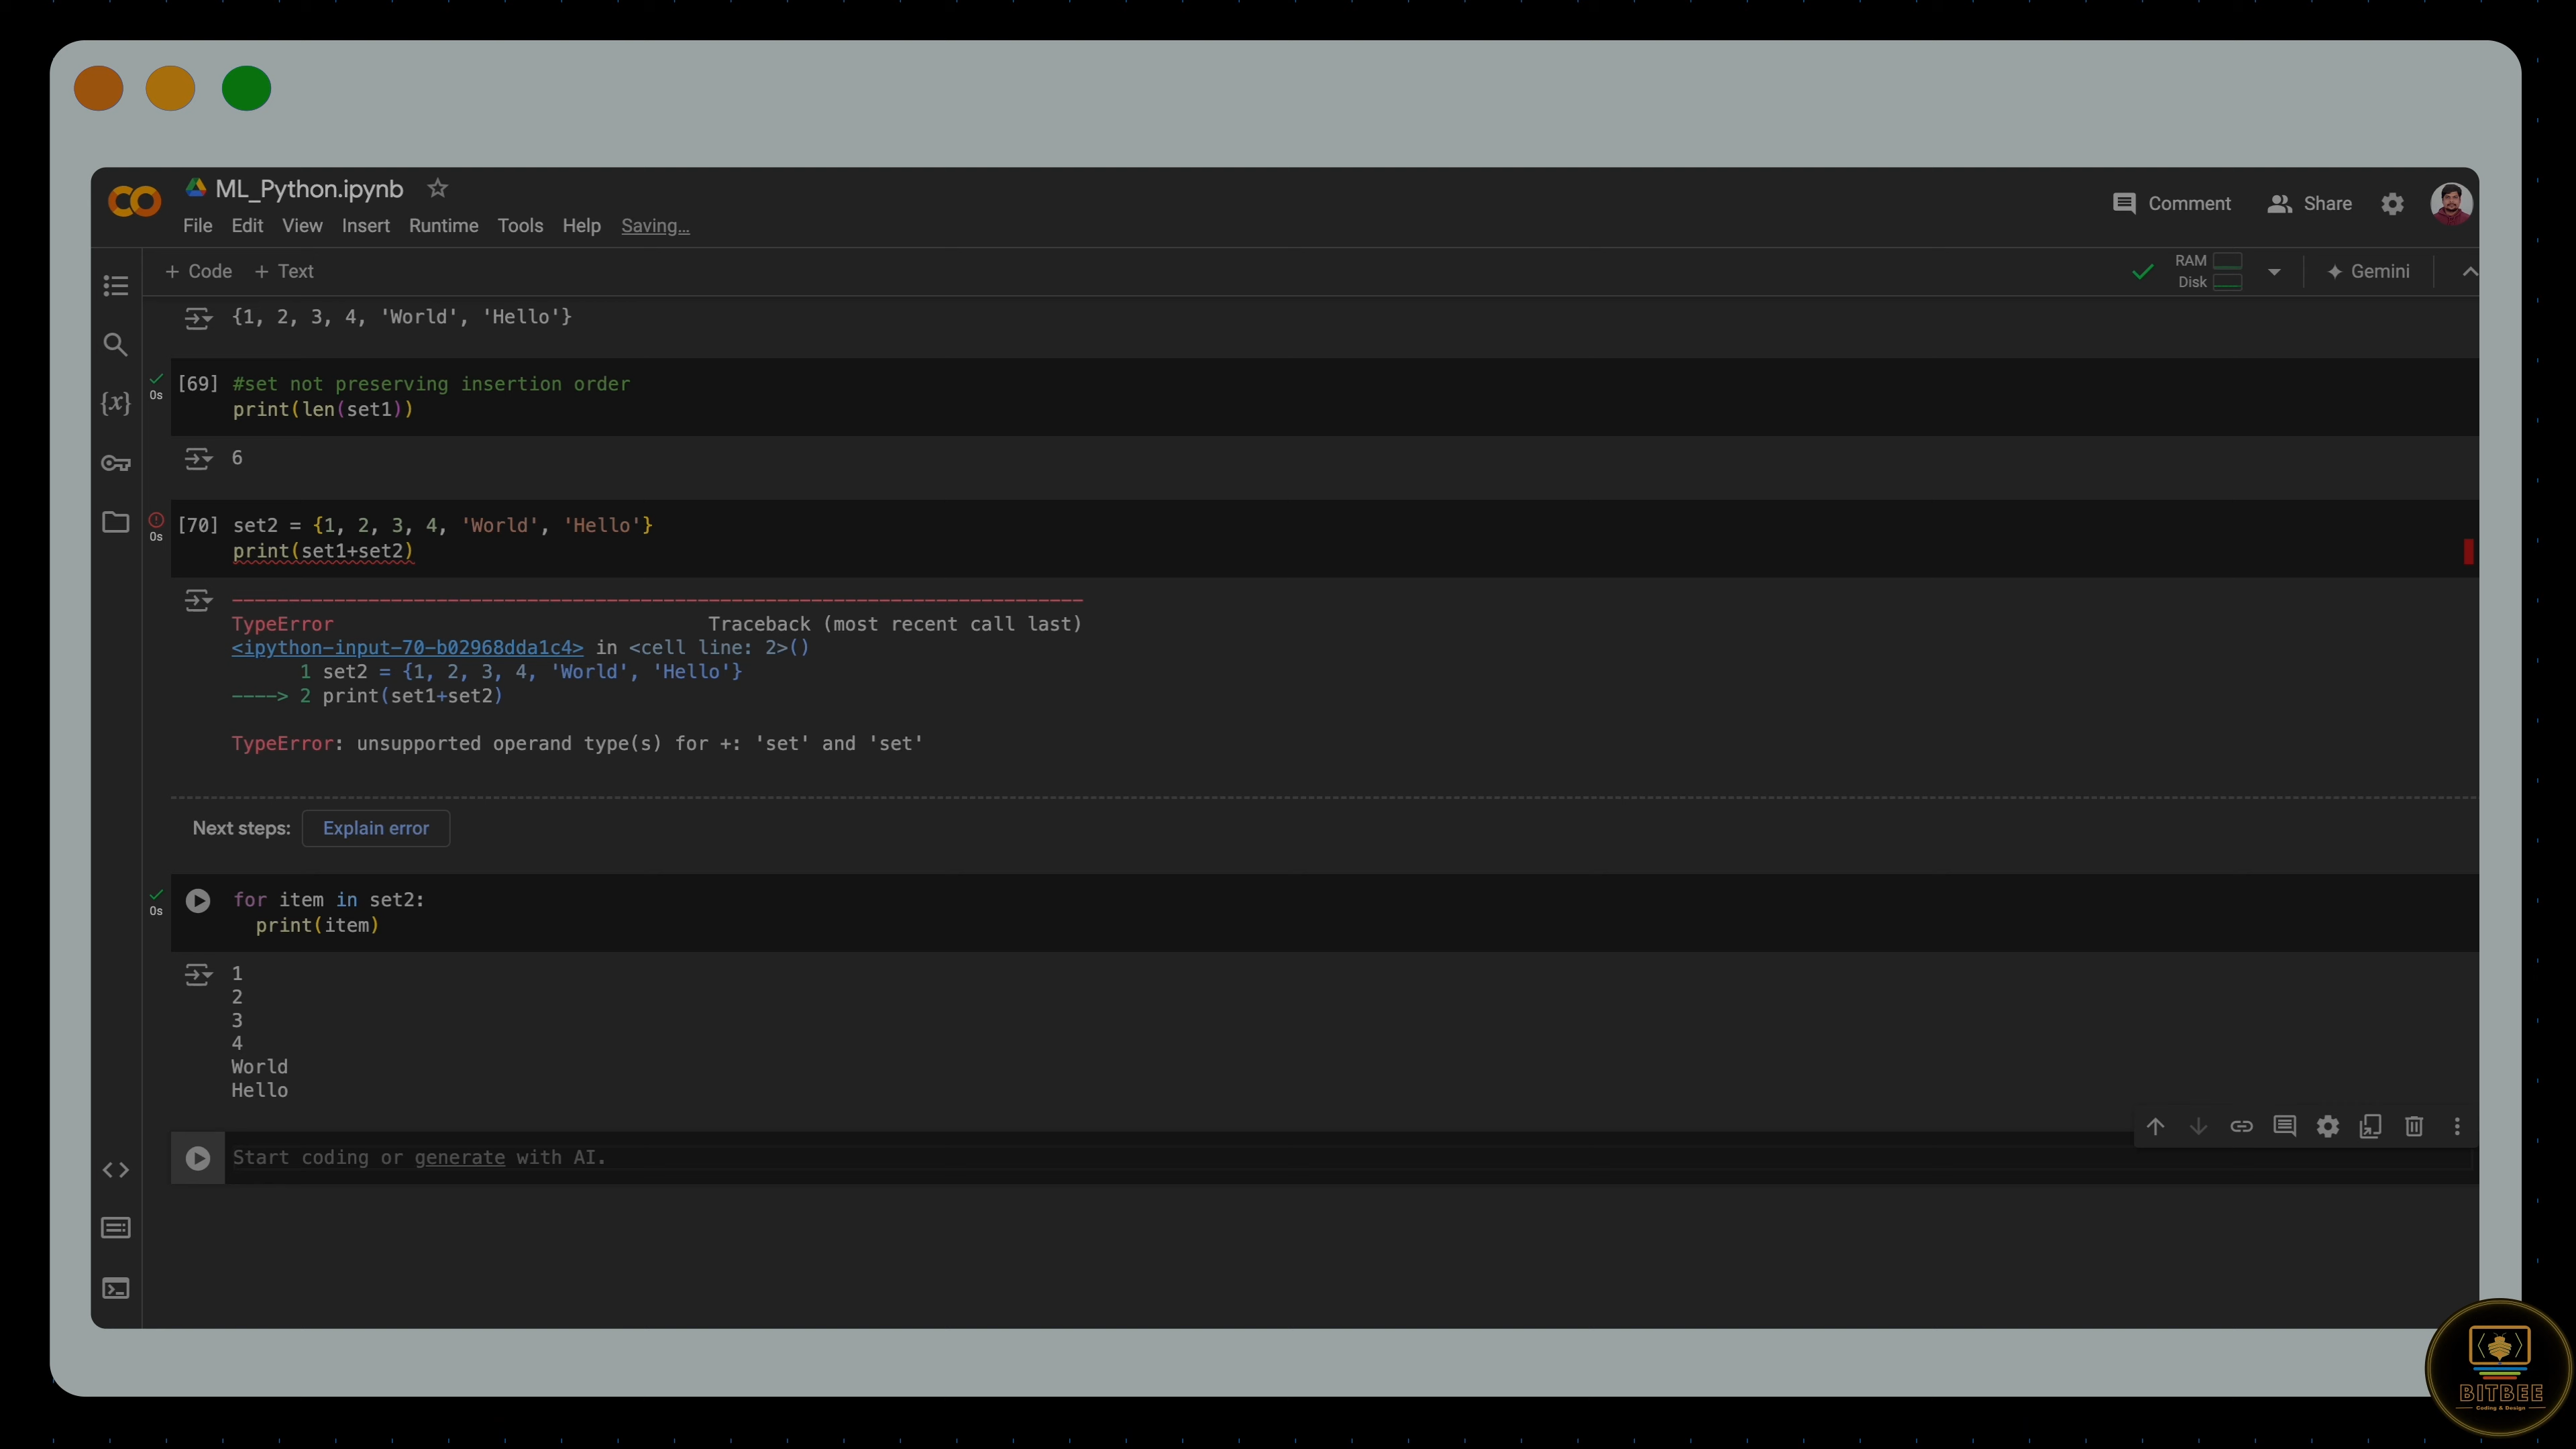 ML_Python.ipynb
Comment
Share
File Edit View Insert Runtime Tools Help Saving...
+ Code + Text
RAM
Disk
Gemini
{1, 2, 3, 4, 'World', 'Hello'}
0s
[69] #set not preserving insertion order
print(len(set1))
6
0s
[70] set2 = {1, 2, 3, 4, 'World', 'Hello'}
print(set1+set2)
---------------------------------------------------------------------------
TypeError                                 Traceback (most recent call last)
<ipython-input-70-b02968dda1c4> in <cell line: 2>()
      1 set2 = {1, 2, 3, 4, 'World', 'Hello'}
----> 2 print(set1+set2)
TypeError: unsupported operand type(s) for +: 'set' and 'set'
Next steps: Explain error
0s
for item in set2:
  print(item)
1
2
3
4
World
Hello
Start coding or generate with AI.
BITBEE
Coding & Design